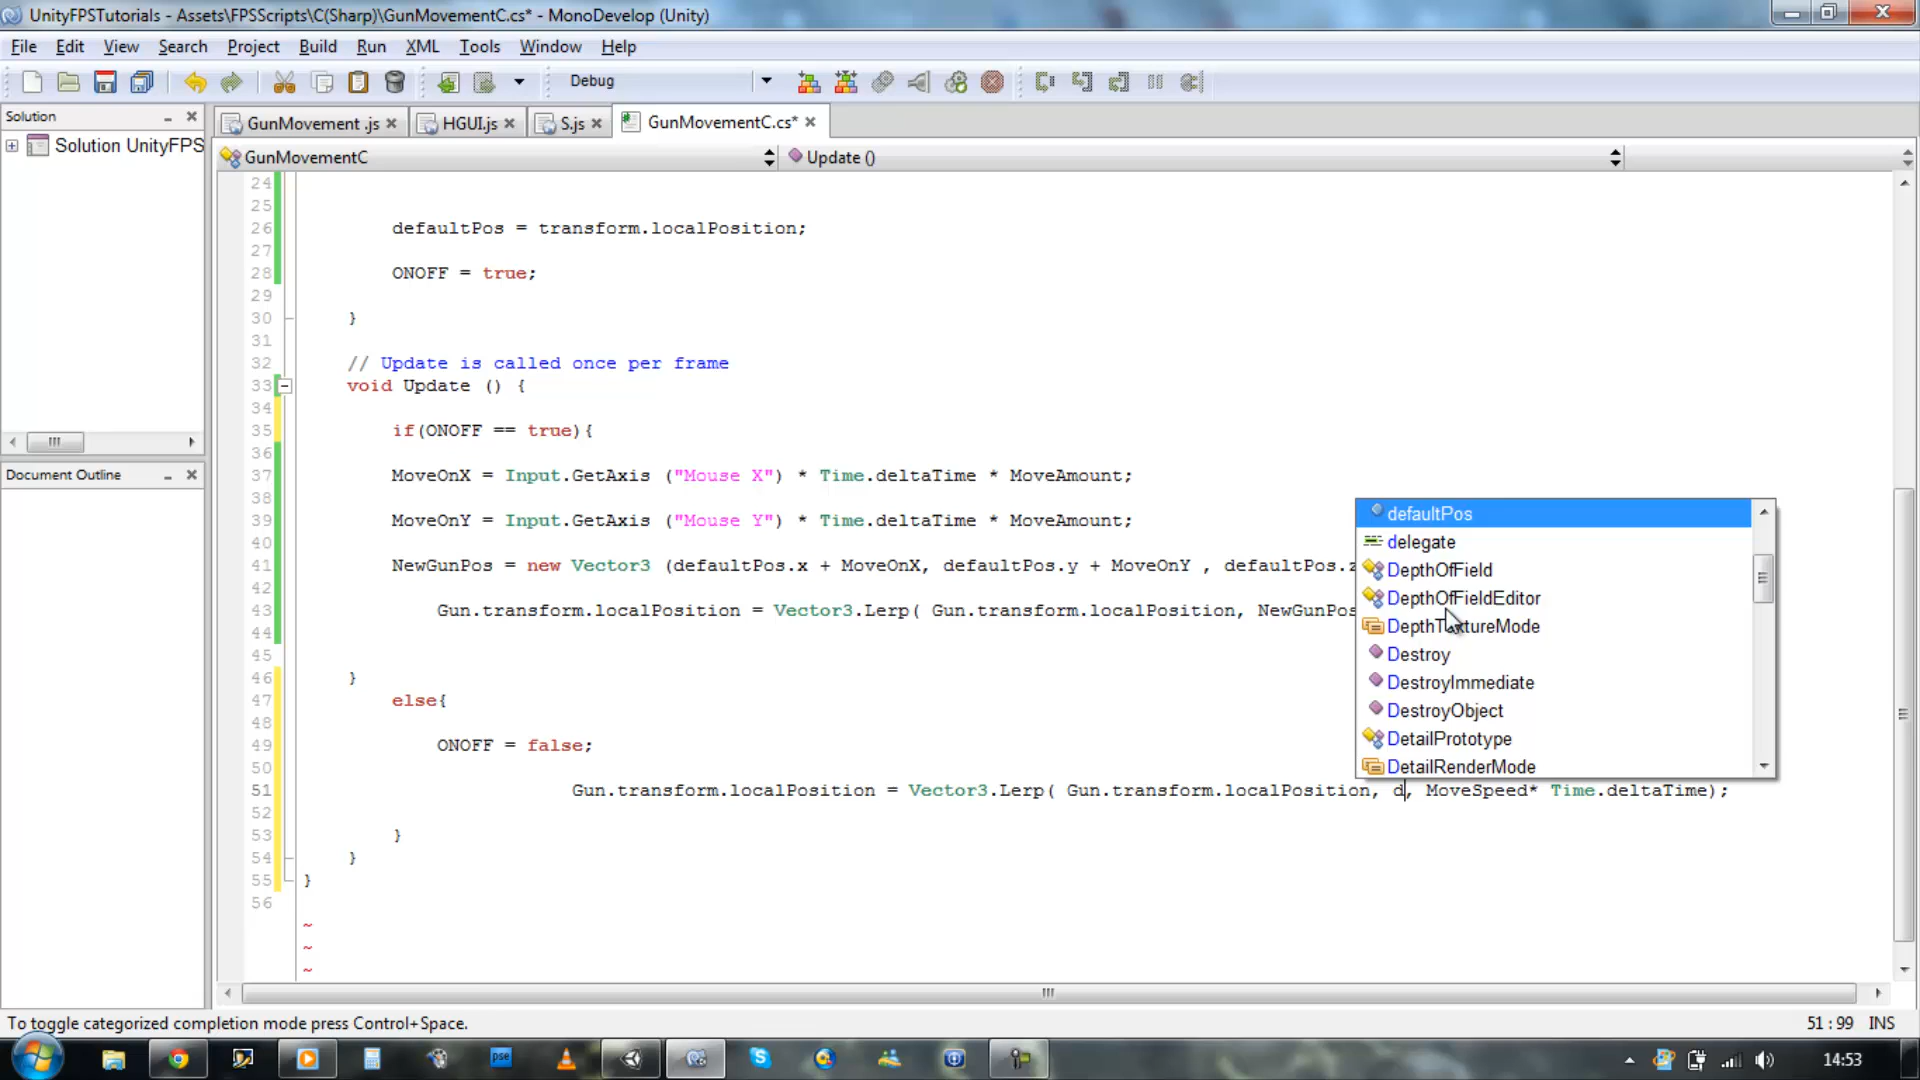 UnityFPSTutorials - Assets\FPSScripts\C(Sharp)\GunMovementC.cs* - MonoDevelop (Unity)
File Edit View Search Project Build Run XML Tools Window Help
Debug
Solution
Solution UnityFPS
Document Outline
GunMovement .js HGUI.js S.js GunMovementC.cs*
GunMovementC Update ()
24
25
26 defaultPos = transform.localPosition;
27
28 ONOFF = true;
29
30 }
31
32 // Update is called once per frame
33 void Update () {
34
35 if(ONOFF == true){
36
37 MoveOnX = Input.GetAxis ("Mouse X") * Time.deltaTime * MoveAmount;
38
39 MoveOnY = Input.GetAxis ("Mouse Y") * Time.deltaTime * MoveAmount;
40
41 NewGunPos = new Vector3 (defaultPos.x + MoveOnX, defaultPos.y + MoveOnY , defaultPos.z
42
43 Gun.transform.localPosition = Vector3.Lerp( Gun.transform.localPosition, NewGunPos
44
45
46 }
47 else{
48
49 ONOFF = false;
50
51 Gun.transform.localPosition = Vector3.Lerp( Gun.transform.localPosition, d, MoveSpeed* Time.deltaTime);
52
53 }
54 }
55 }
56
~
~
~
defaultPos
delegate
DepthOfField
DepthOfFieldEditor
DepthTextureMode
Destroy
DestroyImmediate
DestroyObject
DetailPrototype
DetailRenderMode
To toggle categorized completion mode press Control+Space.
51 : 99 INS
pse
14:53